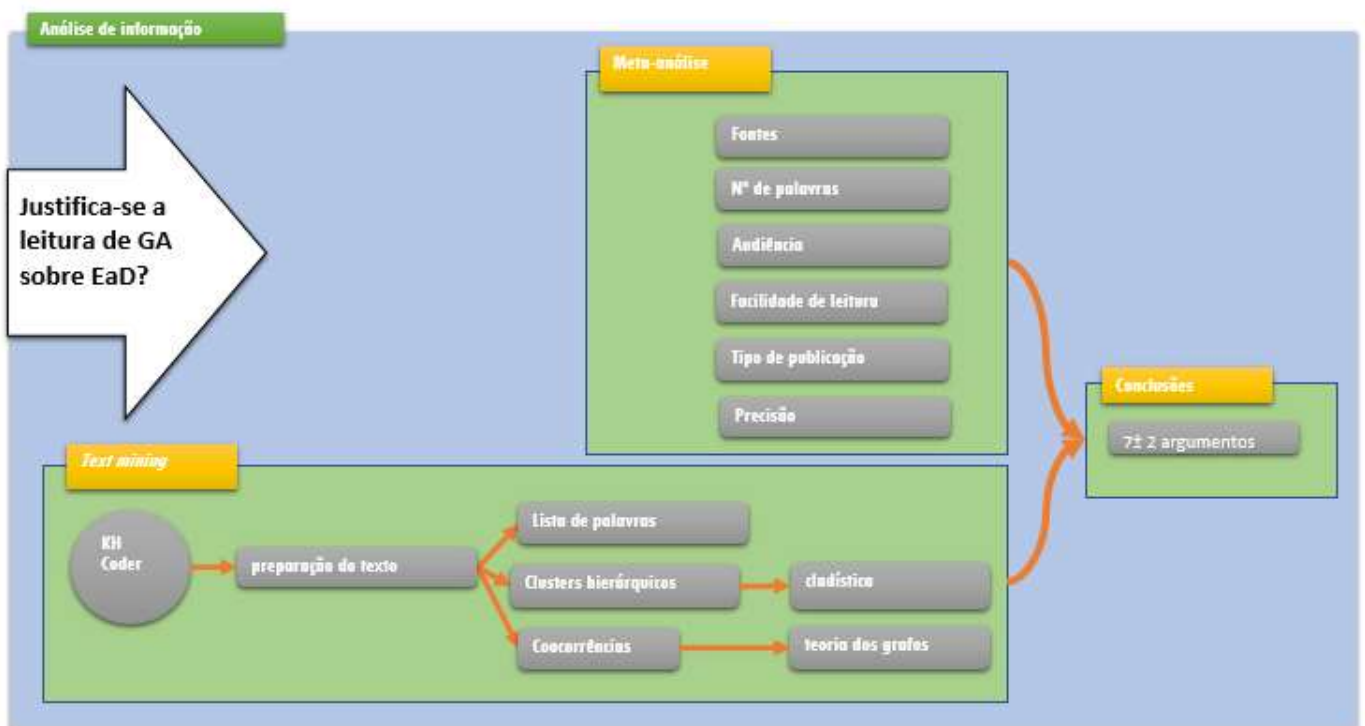 Análise de informação
Meta-análise
Fontes
Nº de palavras
Audiência
Facilidade de leitura
Tipo de publicação
Precisão
Justifica-se a
leitura de GA
sobre EaD?
Conclusões
7± 2 argumentos
Text mining
KH
Coder
preparação do texto
Lista de palavras
Clusters hierárquicos
Coocorrências
cladística
teoria dos grafos